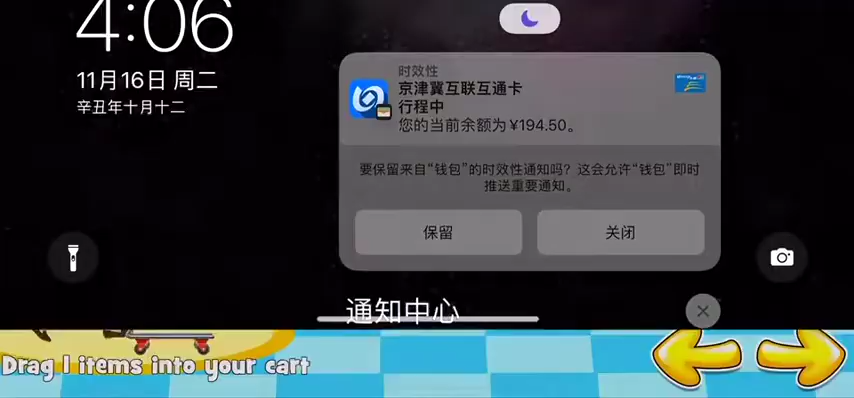 4:06
11月16日 周二
辛丑年十月十二
时效性
京津冀互联互通卡
行程中
您的当前余额为 ¥194.50。
要保留来自“钱包”的时效性通知吗？这会允许“钱包”即时
推送重要通知。
保留
关闭
通知中心
Drag 1 items into your cart